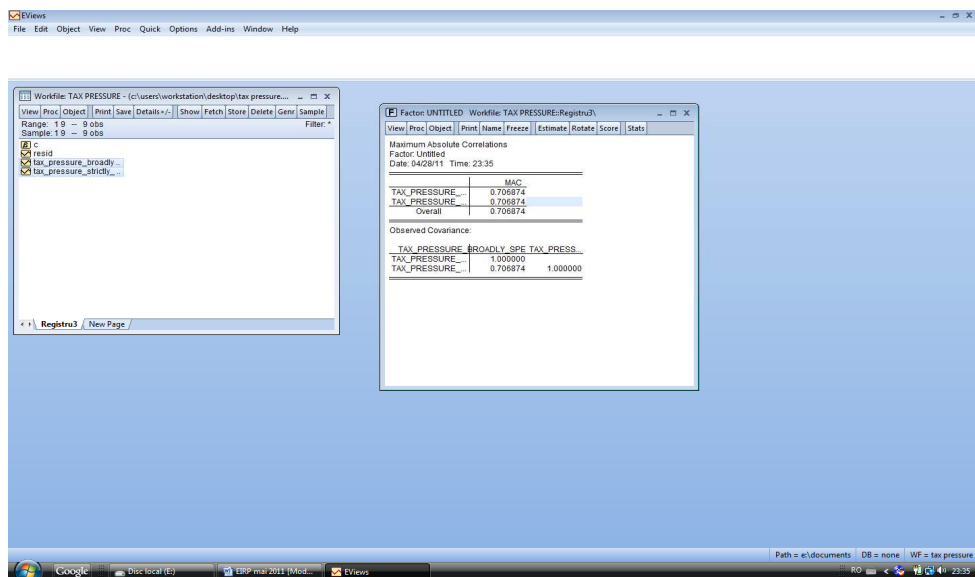 EViews
File Edit Object View Proc Quick Options Add-ins Window Help
Workfile: TAX PRESSURE - (c:\users\workstation\desktop\tax pressure....
View Proc Object Print Save Details+/- Show Fetch Store Delete Genr Sample
Range: 1 9 — 9 obs Filter: *
Sample: 1 9 — 9 obs
c
resid
tax_pressure_broadly ..
tax_pressure_strictly_ ..
Registru3 New Page
Factor: UNTITLED Workfile: TAX PRESSURE::Registru3\
View Proc Object Print Name Freeze Estimate Rotate Score Stats
Maximum Absolute Correlations
Factor: Untitled
Date: 04/28/11 Time: 23:35
MAC
TAX_PRESSURE_... 0.706874
TAX_PRESSURE_... 0.706874
Overall 0.706874
Observed Covariance:
TAX_PRESSURE_BROADLY_SPE TAX_PRESS...
TAX_PRESSURE_... 1.000000
TAX_PRESSURE_... 0.706874 1.000000
Path = e:\documents DB = none WF = tax pressure
Google Disc local (E:) EIRP mai 2011 [Mod... EViews RO 23:35